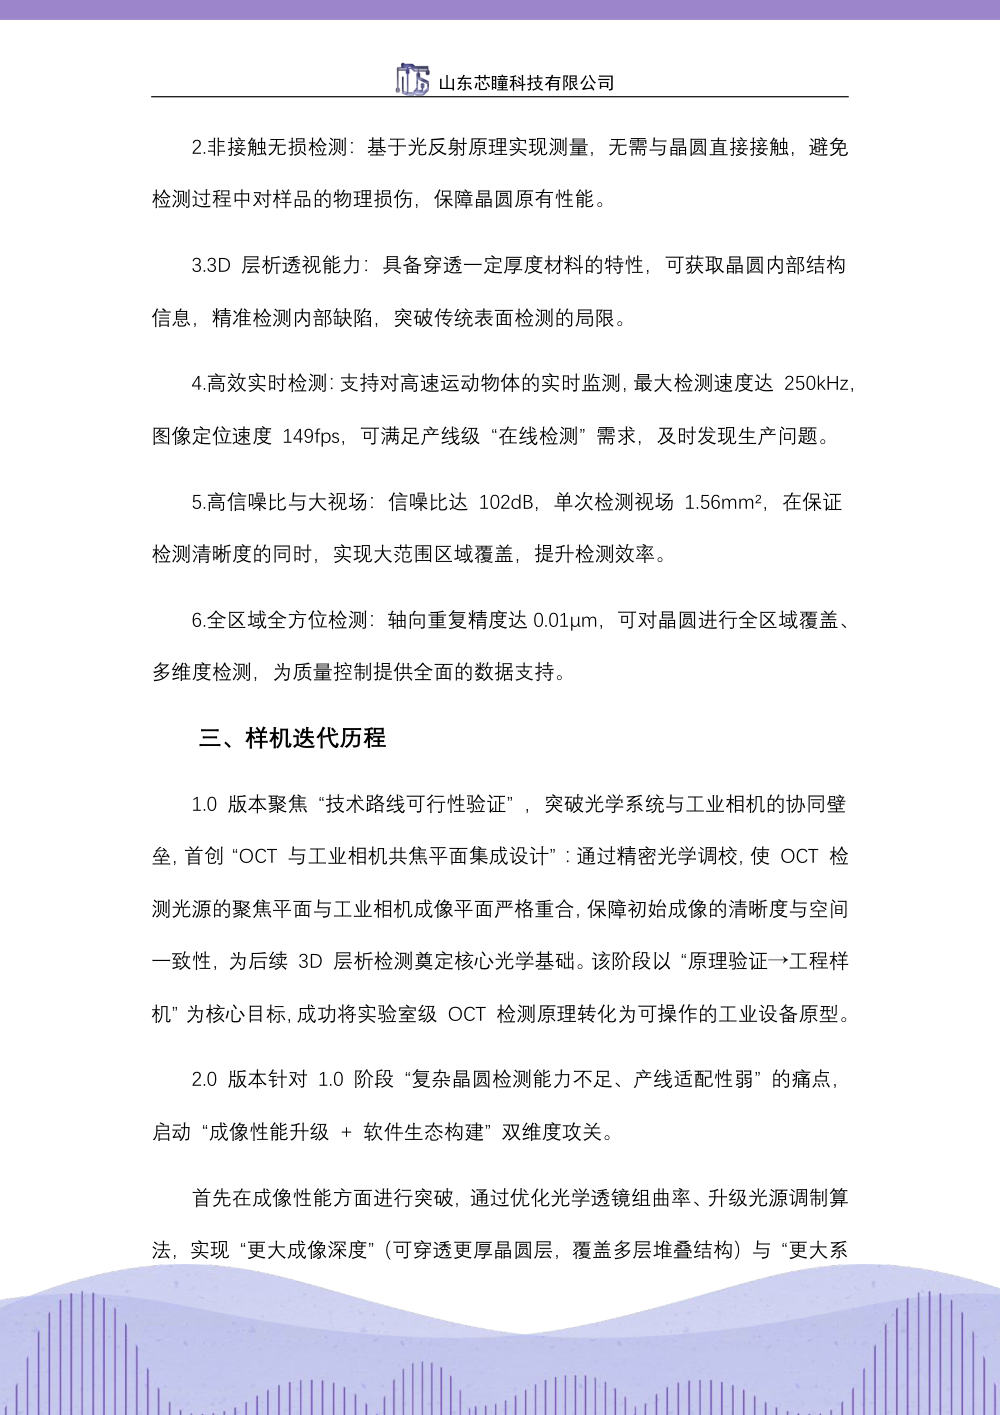 山东芯瞳科技有限公司
2.非接触无损检测：基于光反射原理实现测量，无需与晶圆直接接触，避免
检测过程中对样品的物理损伤，保障晶圆原有性能。
3.3D 层析透视能力：具备穿透一定厚度材料的特性，可获取晶圆内部结构
信息，精准检测内部缺陷，突破传统表面检测的局限。
4.高效实时检测：支持对高速运动物体的实时监测，最大检测速度达 250kHz，
图像定位速度 149fps，可满足产线级 “在线检测” 需求，及时发现生产问题。
5.高信噪比与大视场：信噪比达 102dB，单次检测视场 1.56mm²，在保证
检测清晰度的同时，实现大范围区域覆盖，提升检测效率。
6.全区域全方位检测：轴向重复精度达 0.01μm，可对晶圆进行全区域覆盖、
多维度检测，为质量控制提供全面的数据支持。
三、样机迭代历程
1.0 版本聚焦 “技术路线可行性验证” ，突破光学系统与工业相机的协同壁
垒，首创 “OCT 与工业相机共焦平面集成设计”：通过精密光学调校，使 OCT 检
测光源的聚焦平面与工业相机成像平面严格重合，保障初始成像的清晰度与空间
一致性，为后续 3D 层析检测奠定核心光学基础。该阶段以 “原理验证→工程样
机” 为核心目标，成功将实验室级 OCT 检测原理转化为可操作的工业设备原型。
2.0 版本针对 1.0 阶段 “复杂晶圆检测能力不足、产线适配性弱” 的痛点，
启动 “成像性能升级 + 软件生态构建” 双维度攻关。
首先在成像性能方面进行突破，通过优化光学透镜组曲率、升级光源调制算
法，实现 “更大成像深度”（可穿透更厚晶圆层，覆盖多层堆叠结构）与 “更大系